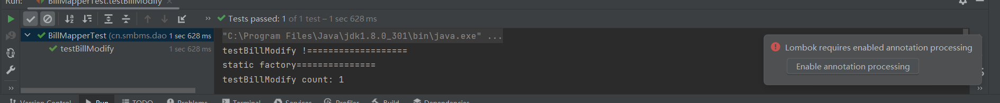 Run: BillMapperTest.testBillModify ×
Tests passed: 1 of 1 test – 1 sec 628 ms
BillMapperTest (cn.smbms.dao 1 sec 628 ms
testBillModify 1 sec 628 ms
"C:\Program Files\Java\jdk1.8.0_301\bin\java.exe" ...
testBillModify !===================
static factory===============
testBillModify count: 1
Lombok requires enabled annotation processing
Enable annotation processing
Version Control Run TODO Problems Terminal Services Profiler Build Dependencies